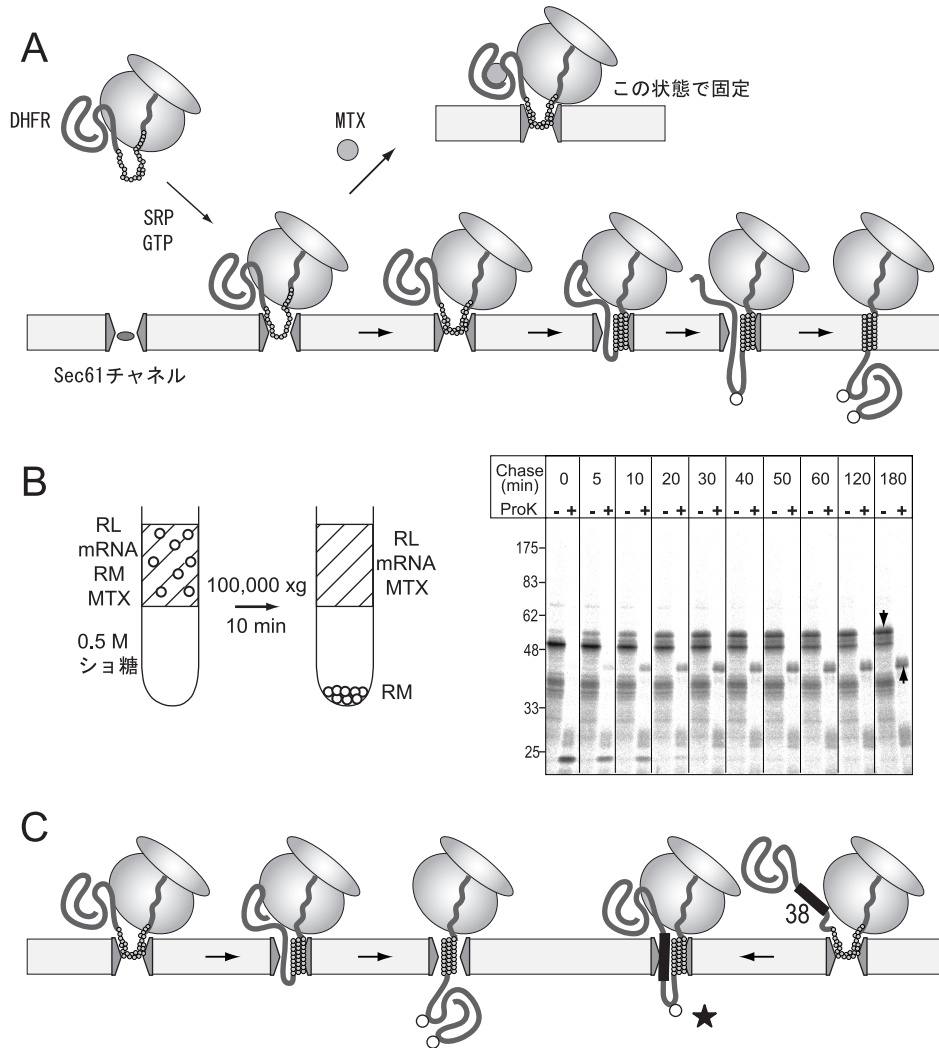 A
DHFR
MTX
この状態で固定
SRP
GTP
Sec61チャネル
B
RL
mRNA
RM
MTX
0.5 M
ショ糖
100,000 xg
10 min
RL
mRNA
MTX
RM
Chase
(min)
0 5 10 20 30 40 50 60 120 180
ProK
- + - + - + - + - + - + - + - + - + - +
175
83
62
48
33
25
C
38